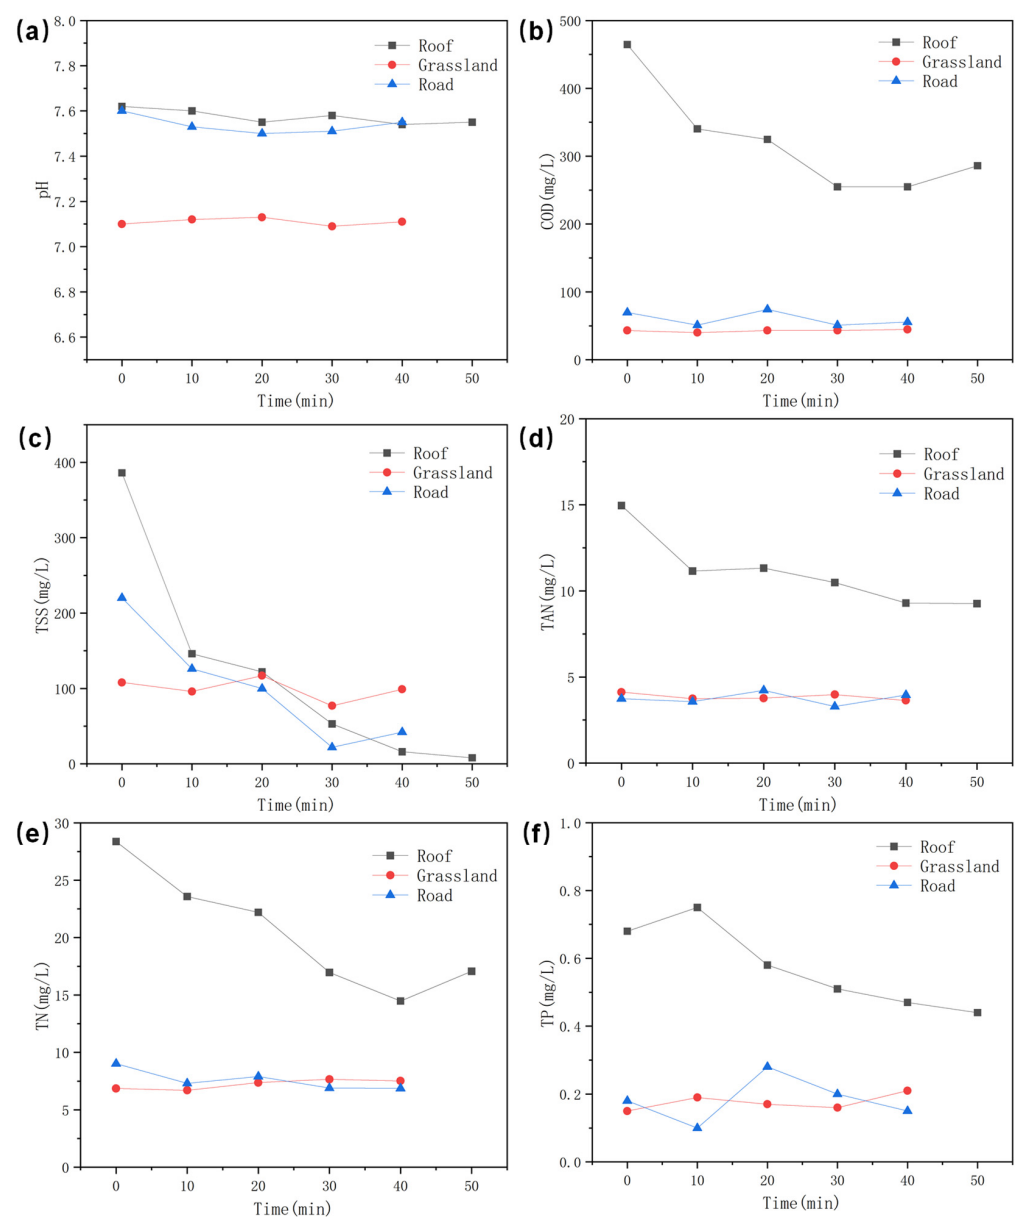 (a)
8.0
7.8
7.6
7.4
7.2
7.0
6.8
6.6
pH
Roof
Grassland
Road
0 10 20 30 40 50
Time(min)
(b)
500
400
300
200
100
0
COD(mg/L)
Roof
Grassland
Road
0 10 20 30 40 50
Time(min)
(c)
400
300
200
100
0
TSS(mg/L)
Roof
Grassland
Road
0 10 20 30 40 50
Time(min)
(d)
20
15
10
5
0
TAN(mg/L)
Roof
Grassland
Road
0 10 20 30 40 50
Time(min)
(e)
30
25
20
15
10
5
0
TN(mg/L)
Roof
Grassland
Road
0 10 20 30 40 50
Time(min)
(f)
1.0
0.8
0.6
0.4
0.2
0.0
TP(mg/L)
Roof
Grassland
Road
0 10 20 30 40 50
Time(min)